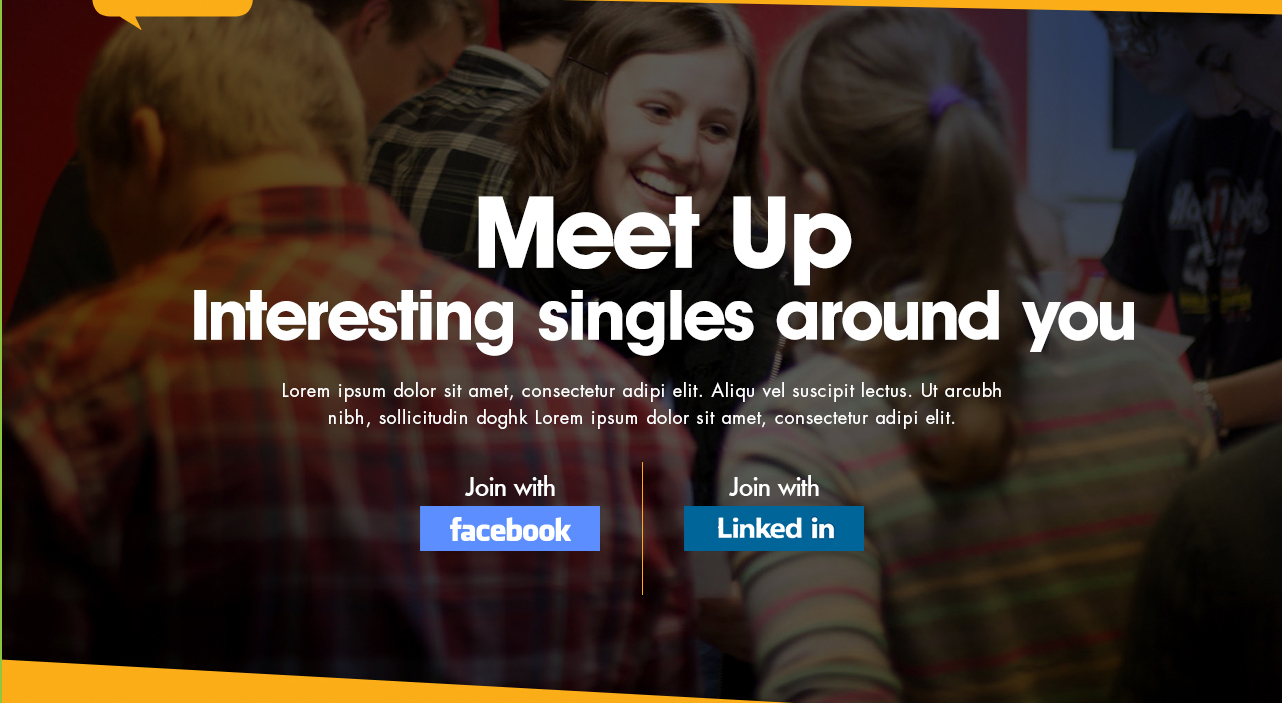 Meet Up
Interesting singles around you
Lorem ipsum dolor sit amet, consectetur adipi elit. Aliqu vel suscipit lectus. Ut arcubh
nibh, sollicitudin doghk Lorem ipsum dolor sit amet, consectetur adipi elit.
Join with
facebook
Join with
Linked in